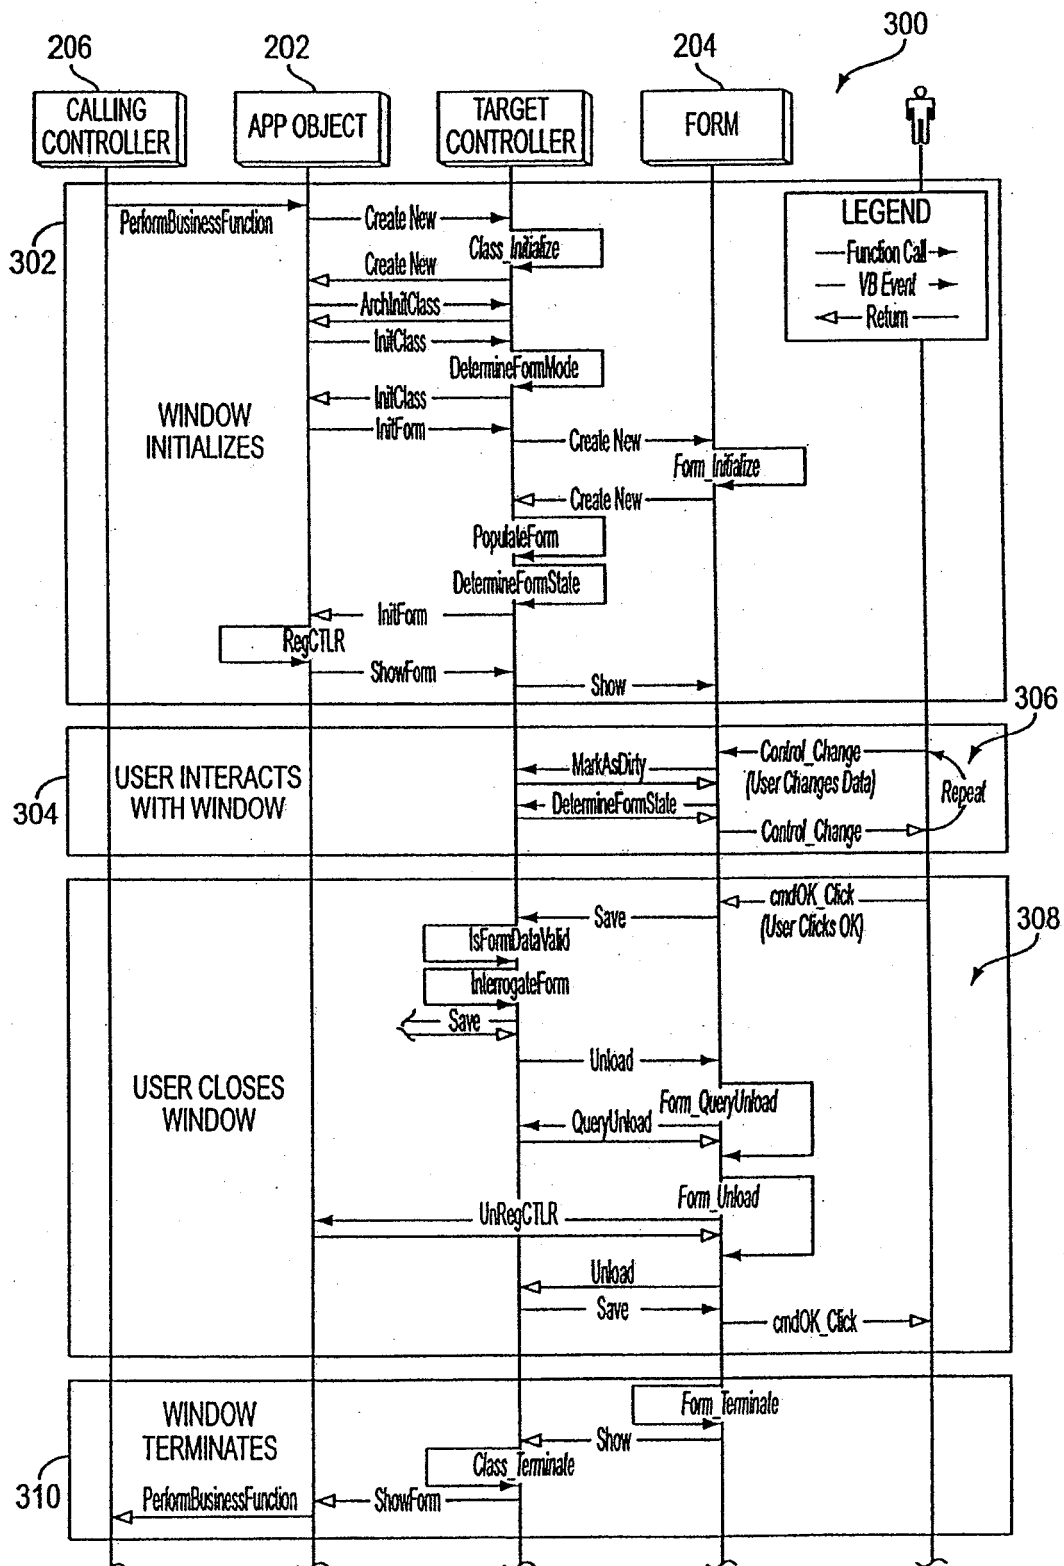 300
206
202
204
CALLING
CONTROLLER
APP OBJECT
TARGET
CONTROLLER
FORM
302
PerformBusinessFunction
Create New
Class_Initialize
Create New
ArchInitClass
InitClass
DetermineFormMode
InitClass
InitForm
Create New
Form_Initialize
Create New
PopulateForm
DetermineFormState
InitForm
RegCTLR
ShowForm
Show
WINDOW
INITIALIZES
LEGEND
Function Call
VB Event
Return
304
USER INTERACTS
WITH WINDOW
306
Control_Change
MarkAsDirty
(User Changes Data)
Repeat
DetermineFormState
Control_Change
308
cmdOK_Click
Save
(User Clicks OK)
IsFormDataValid
InterrogateForm
Save
Unload
USER CLOSES
WINDOW
Form_QueryUnload
QueryUnload
Form_Unload
UnRegCTLR
Unload
Save
cmdOK_Click
310
WINDOW
TERMINATES
Form_Terminate
Show
Class_Terminate
ShowForm
PerformBusinessFunction